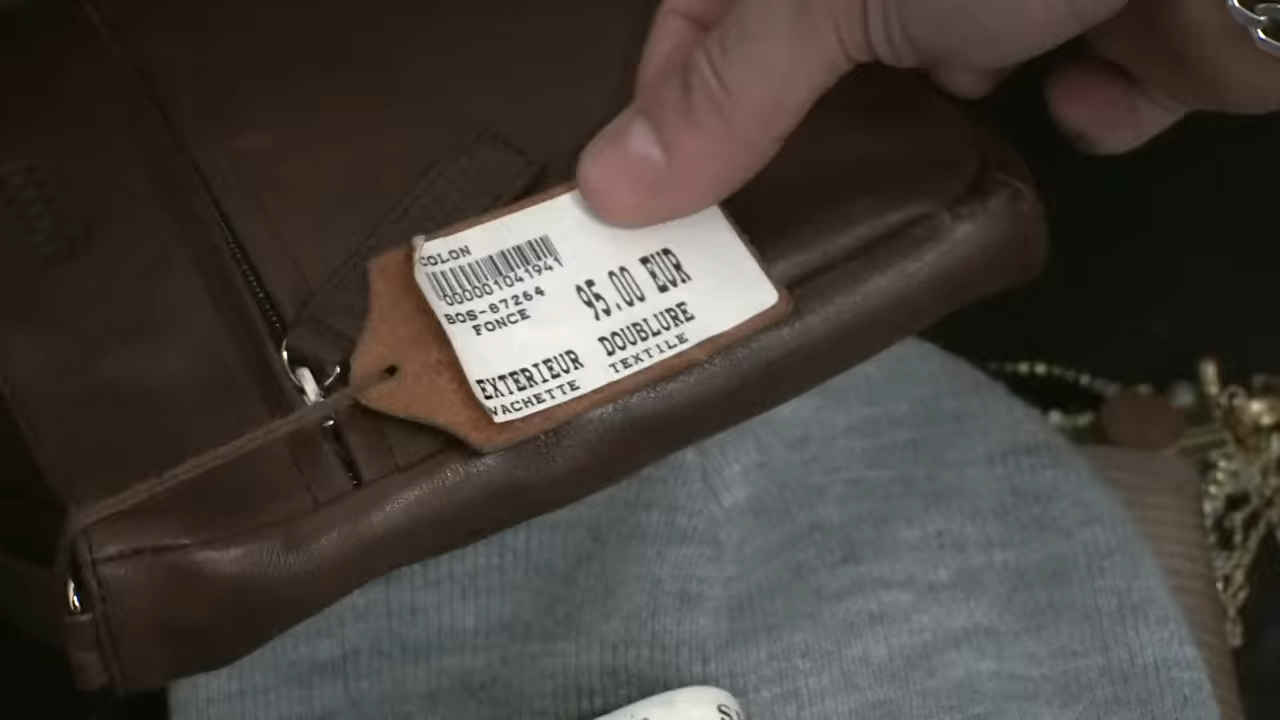 COLON
000001041941
BOS-87264
FONCE
95.00 EUR
EXTERIEUR DOUBLURE
VACHETTE TEXTILE